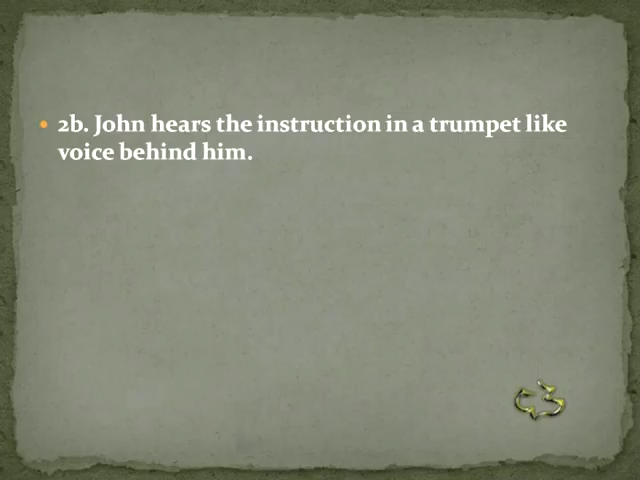 • 2b. John hears the instruction in a trumpet like
voice behind him.